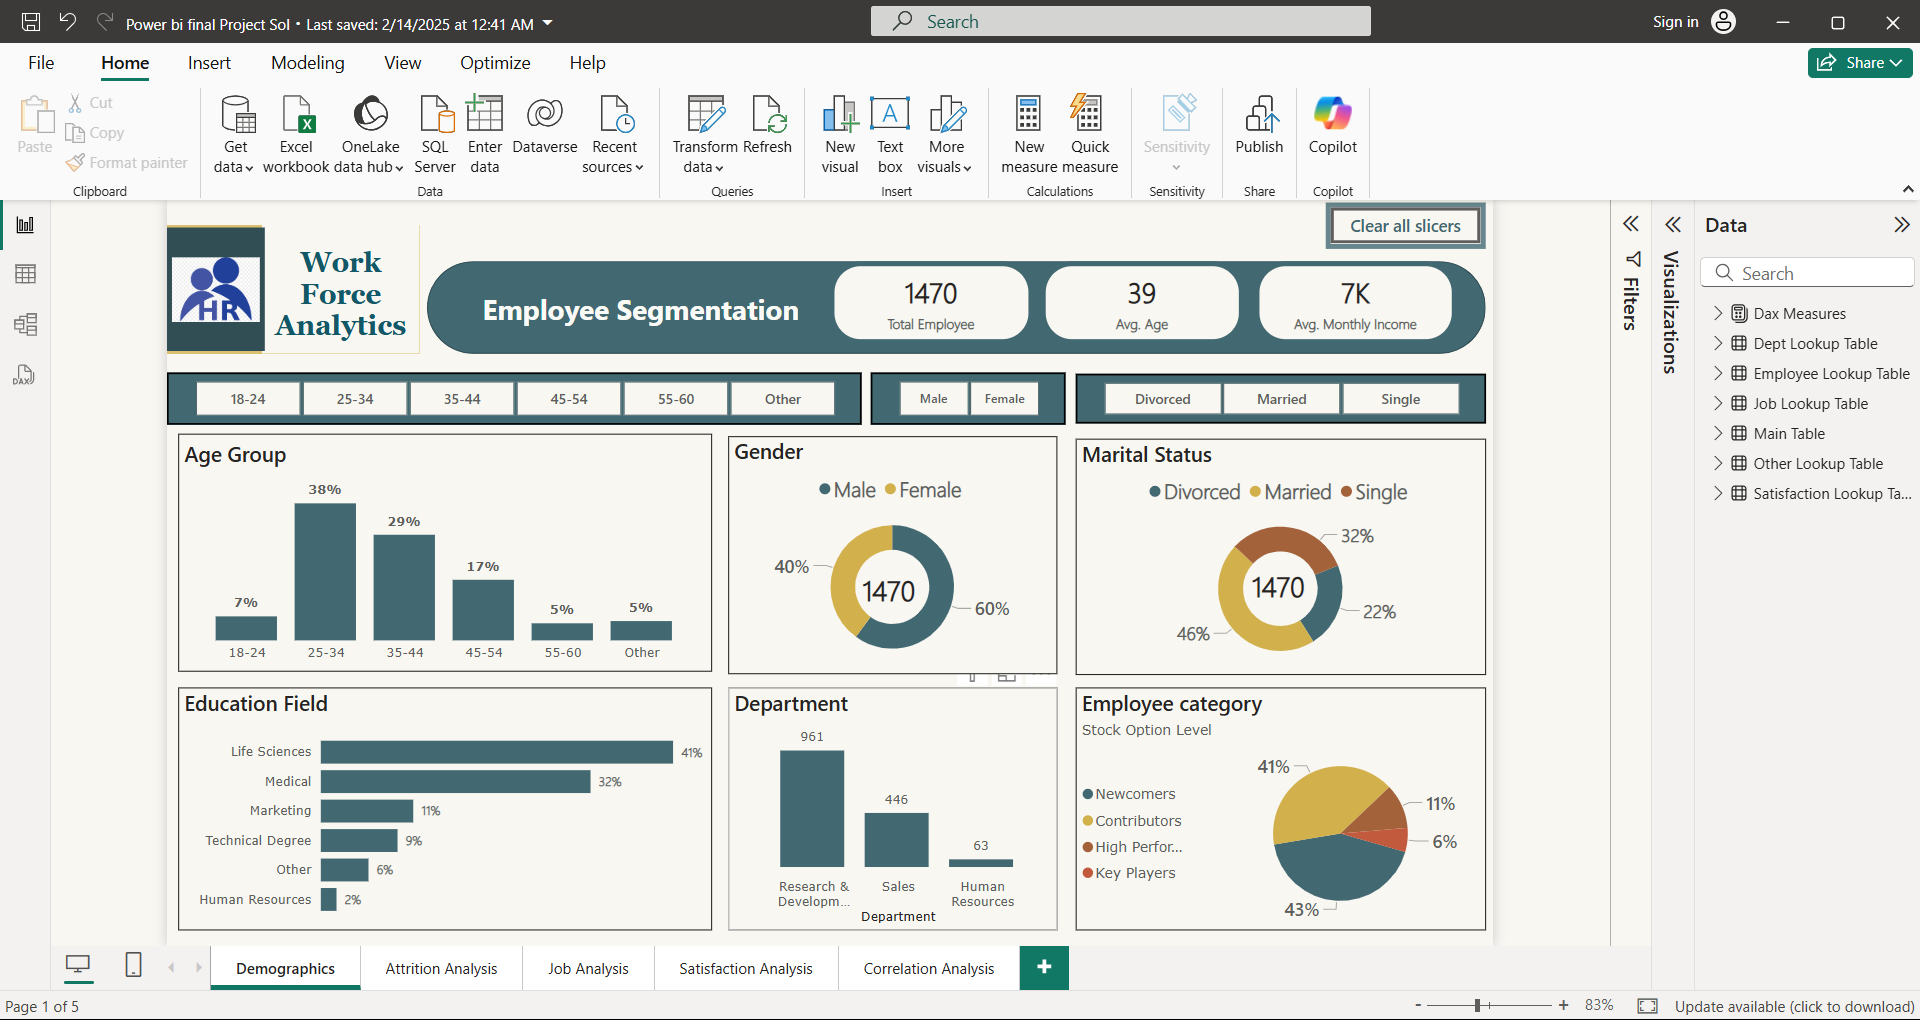 Power bi final Project Sol • Last saved: 2/14/2025 at 12:41 AM
Search
Sign in
File Home Insert Modeling View Optimize Help
Share
Paste
Cut
Copy
Format painter
Clipboard
Get data
Excel workbook
OneLake data hub
SQL Server
Enter data
Dataverse
Recent sources
Data
Transform data
Refresh
Queries
New visual
Text box
More visuals
Insert
New measure
Quick measure
Calculations
Sensitivity
Sensitivity
Publish
Share
Copilot
Copilot
DAX
HR
Work
Force
Analytics
Clear all slicers
Employee Segmentation
1470
Total Employee
39
Avg. Age
7K
Avg. Monthly Income
18-24 25-34 35-44 45-54 55-60 Other
Male Female
Divorced Married Single
Age Group
7%
38%
29%
17%
5%
5%
18-24 25-34 35-44 45-54 55-60 Other
Gender
Male Female
40%
1470
60%
Marital Status
Divorced Married Single
32%
1470
22%
46%
Education Field
Life Sciences 41%
Medical 32%
Marketing 11%
Technical Degree 9%
Other 6%
Human Resources 2%
Department
961
446
63
Research &
Developm...
Sales
Human
Resources
Department
Employee category
Stock Option Level
Newcomers
Contributors
High Perfor...
Key Players
41%
11%
6%
43%
Filters
Visualizations
Data
Search
Dax Measures
Dept Lookup Table
Employee Lookup Table
Job Lookup Table
Main Table
Other Lookup Table
Satisfaction Lookup Ta...
Demographics Attrition Analysis Job Analysis Satisfaction Analysis Correlation Analysis +
Page 1 of 5
- + 83%
Update available (click to download)